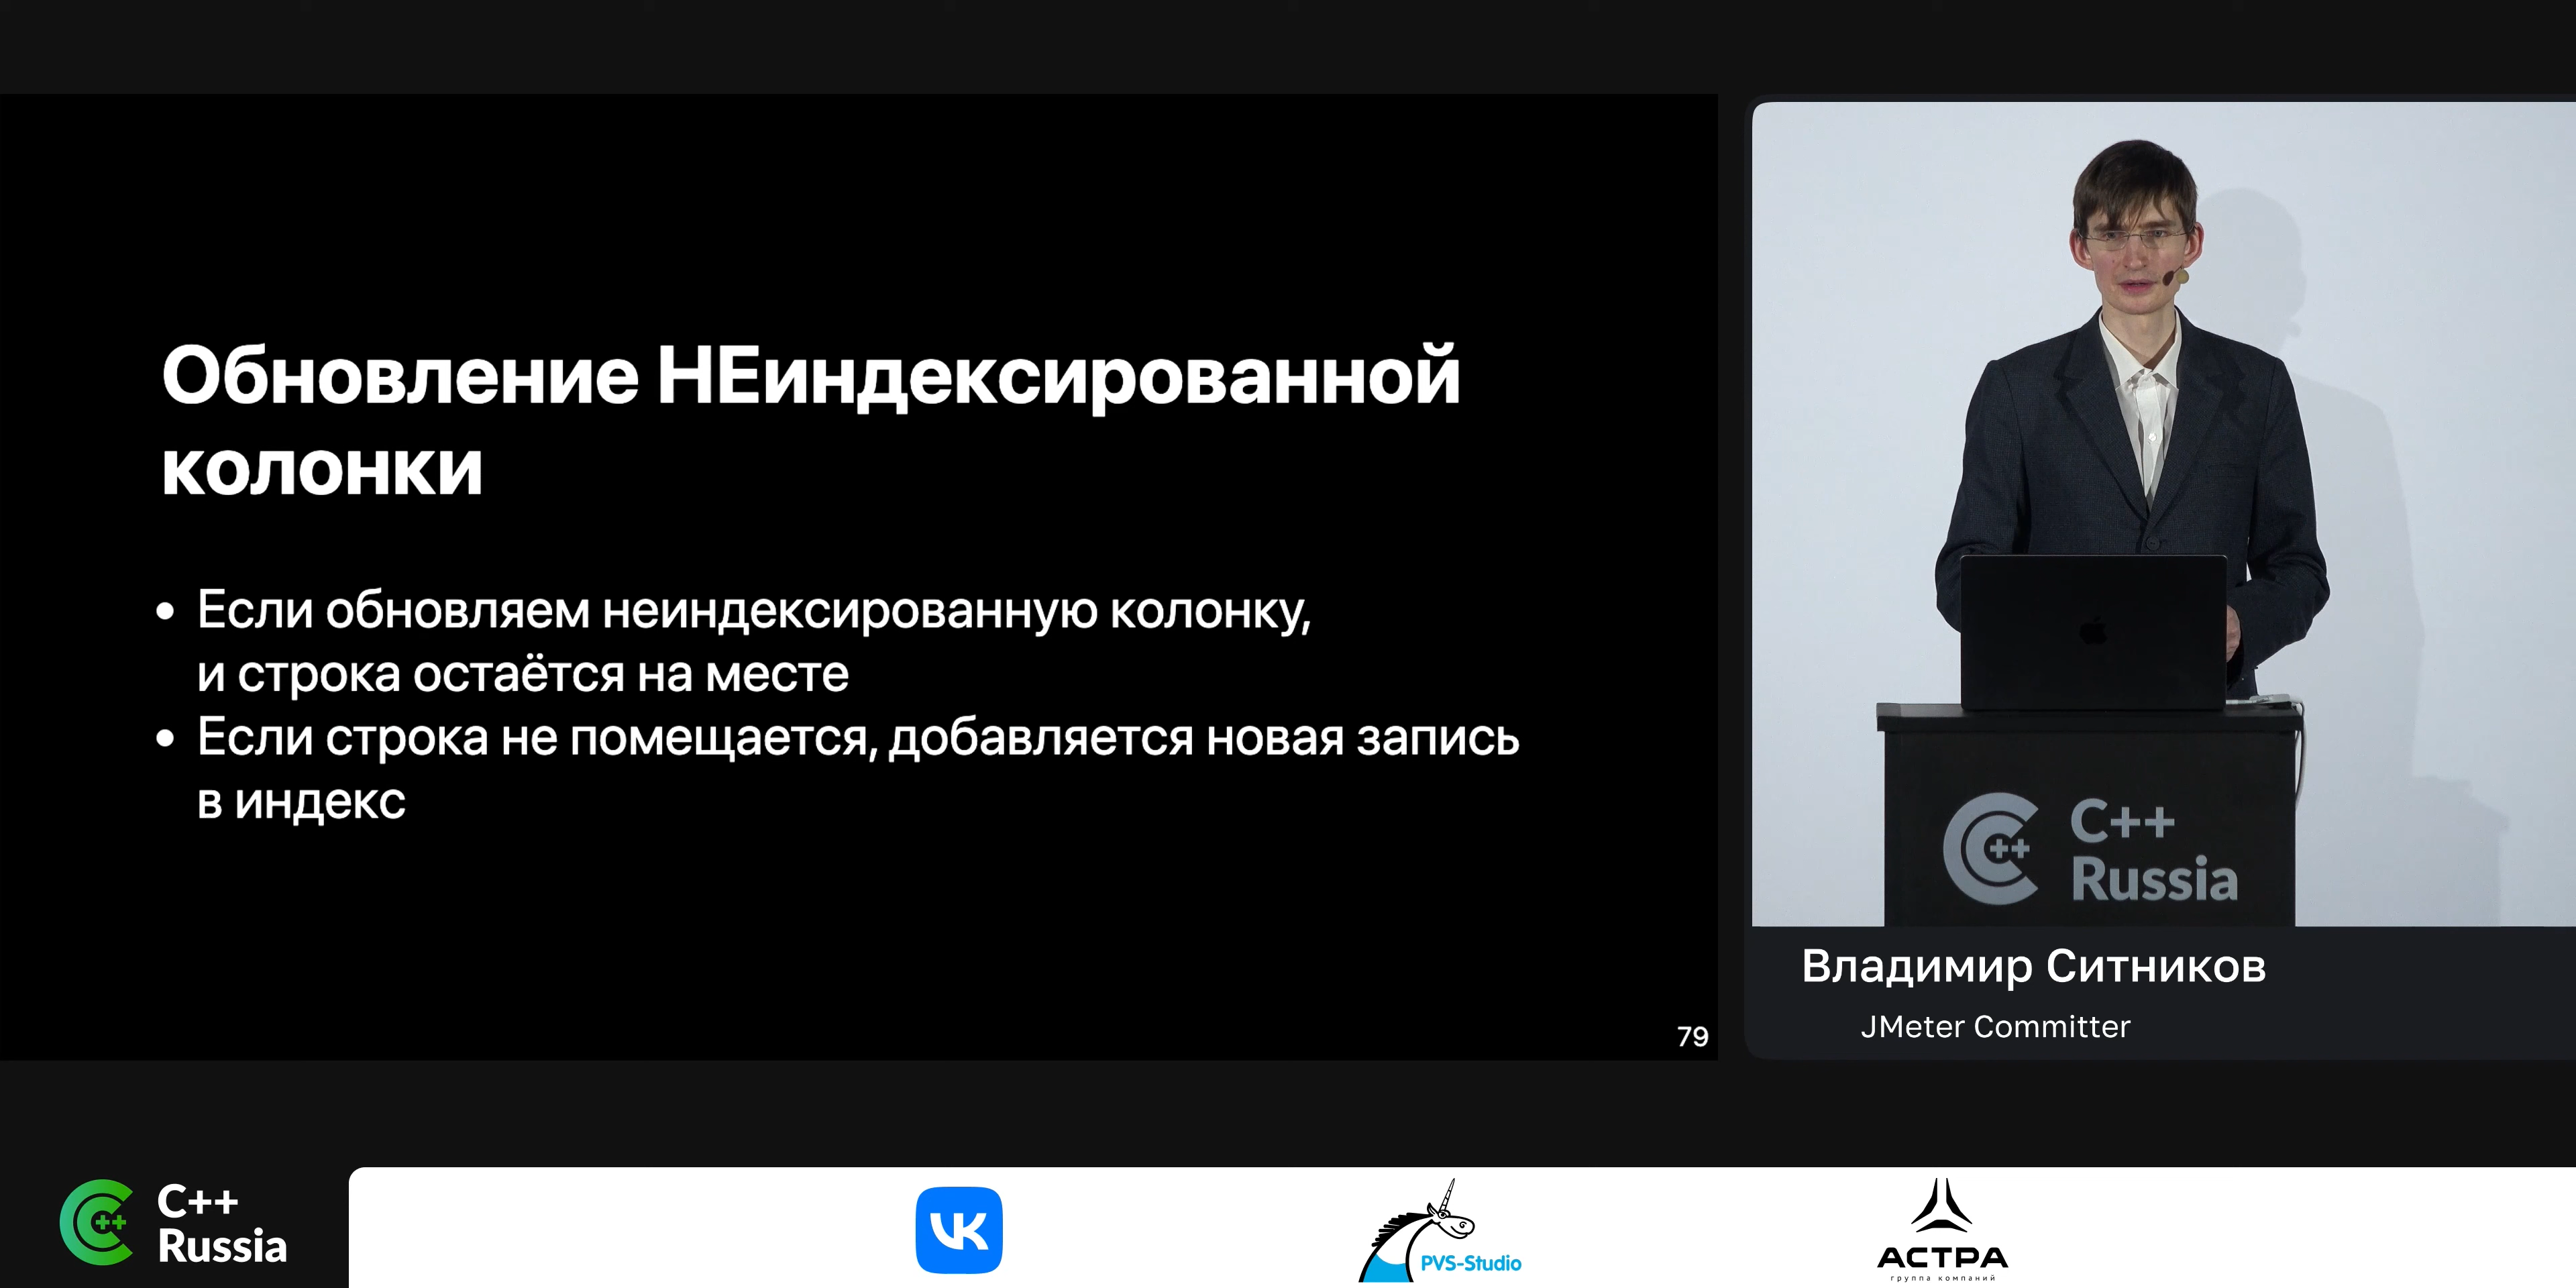 Обновление НЕиндексированной
колонки
• Если обновляем неиндексированную колонку,
и строка остаётся на месте
• Если строка не помещается, добавляется новая запись
в индекс
79
C++
Russia
Владимир Ситников
JMeter Committer
C++
Russia
VK
PVS-Studio
АСТРА
группа компаний